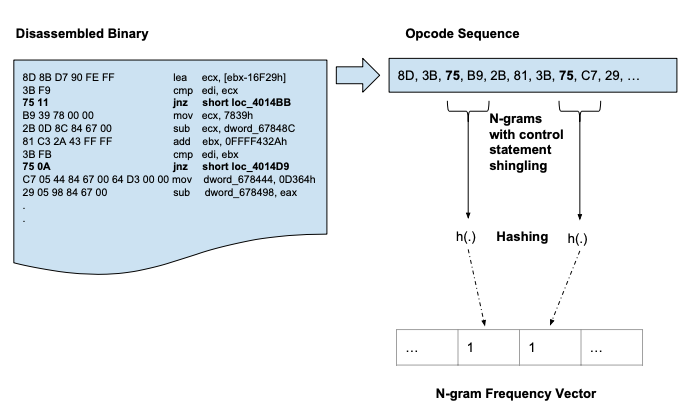 Disassembled Binary
8D 8B D7 90 FE FF lea ecx, [ebx-16F29h]
3B F9 cmp edi, ecx
75 11 jnz short loc_4014BB
B9 39 78 00 00 mov ecx, 7839h
2B 0D 8C 84 67 00 sub ecx, dword_67848C
81 C3 2A 43 FF FF add ebx, 0FFFF432Ah
3B FB cmp edi, ebx
75 0A jnz short loc_4014D9
C7 05 44 84 67 00 64 D3 00 00 mov dword_678444, 0D364h
29 05 98 84 67 00 sub dword_678498, eax
.
.
Opcode Sequence
8D, 3B, 75, B9, 2B, 81, 3B, 75, C7, 29, ...
N-grams
with control
statement
shingling
h(.) Hashing h(.)
... 1 1 ...
N-gram Frequency Vector